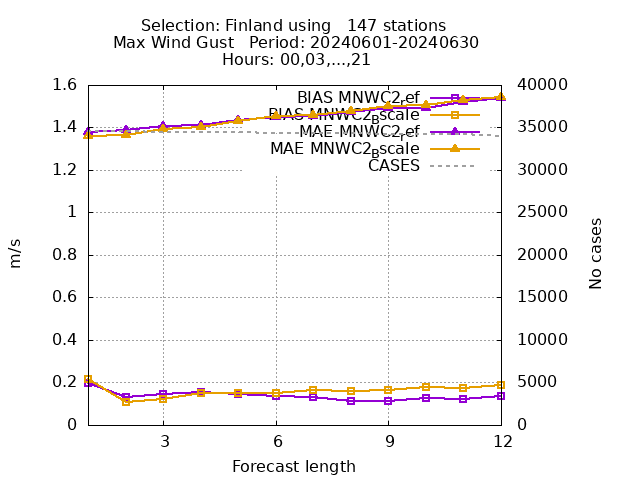 Selection: Finland using   147 stations
Max Wind Gust   Period: 20240601-20240630
Hours: 00,03,...,21
1.6
1.4
1.2
1
0.8
0.6
0.4
0.2
0
m/s
BIAS MNWC2_ref
BIAS MNWC2_Bscale
MAE MNWC2_ref
MAE MNWC2_Bscale
CASES
40000
35000
30000
25000
20000
15000
10000
5000
0
No cases
3 6 9 12
Forecast length